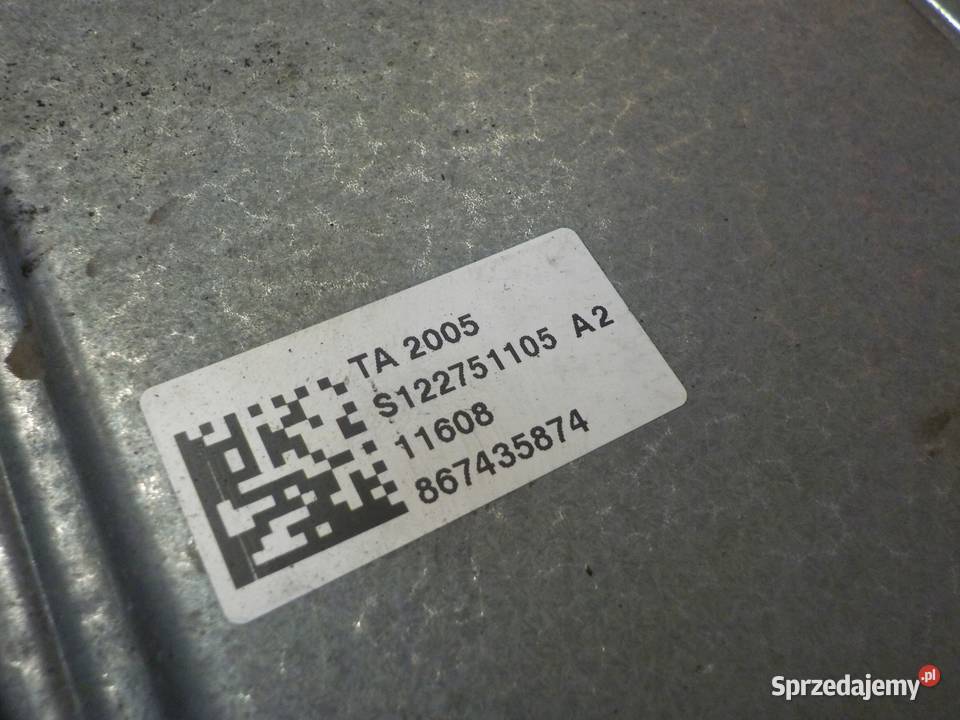 TA 2005
S122751105 A2
11608
867435874
Sprzedajemy.pl